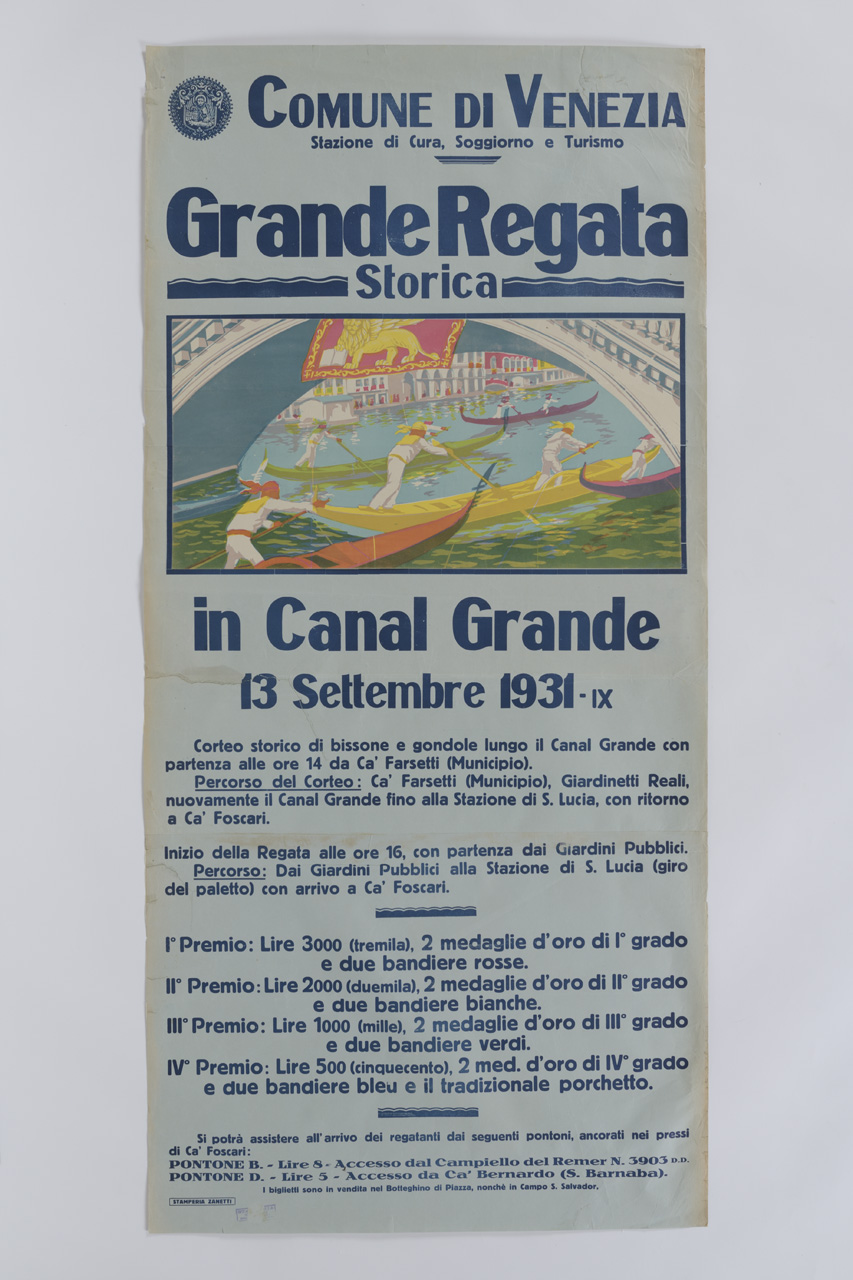 COMUNE DI VENEZIA
Stazione di Cura, Soggiorno e Turismo
Grande Regata
Storica
in Canal Grande
13 Settembre 1931 - IX
Corteo storico di bissone e gondole lungo il Canal Grande con
partenza alle ore 14 da Ca' Farsetti (Municipio).
Percorso del Corteo: Ca' Farsetti (Municipio), Giardinetti Reali,
nuovamente il Canal Grande fino alla Stazione di S. Lucia, con ritorno
a Ca' Foscari.
Inizio della Regata alle ore 16, con partenza dai Giardini Pubblici.
Percorso: Dai Giardini Pubblici alla Stazione di S. Lucia (giro
del paletto) con arrivo a Ca' Foscari.
I° Premio: Lire 3000 (tremila), 2 medaglie d'oro di I° grado
e due bandiere rosse.
II° Premio: Lire 2000 (duemila), 2 medaglie d'oro di II° grado
e due bandiere bianche.
III° Premio: Lire 1000 (mille), 2 medaglie d'oro di III° grado
e due bandiere verdi.
IV° Premio: Lire 500 (cinquecento), 2 med. d'oro di IV° grado
e due bandiere bleu e il tradizionale porchetto.
Si potrà assistere all'arrivo dei regatanti dai seguenti pontoni, ancorati nei pressi
di Ca' Foscari:
PONTONE B. - Lire 8 - Accesso dal Campiello del Remer N. 3903 D.D.
PONTONE D. - Lire 5 - Accesso da Ca' Bernardo (S. Barnaba).
I biglietti sono in vendita nel Botteghino di Piazza, nonchè in Campo S. Salvador.
STAMPERIA ZANETTI